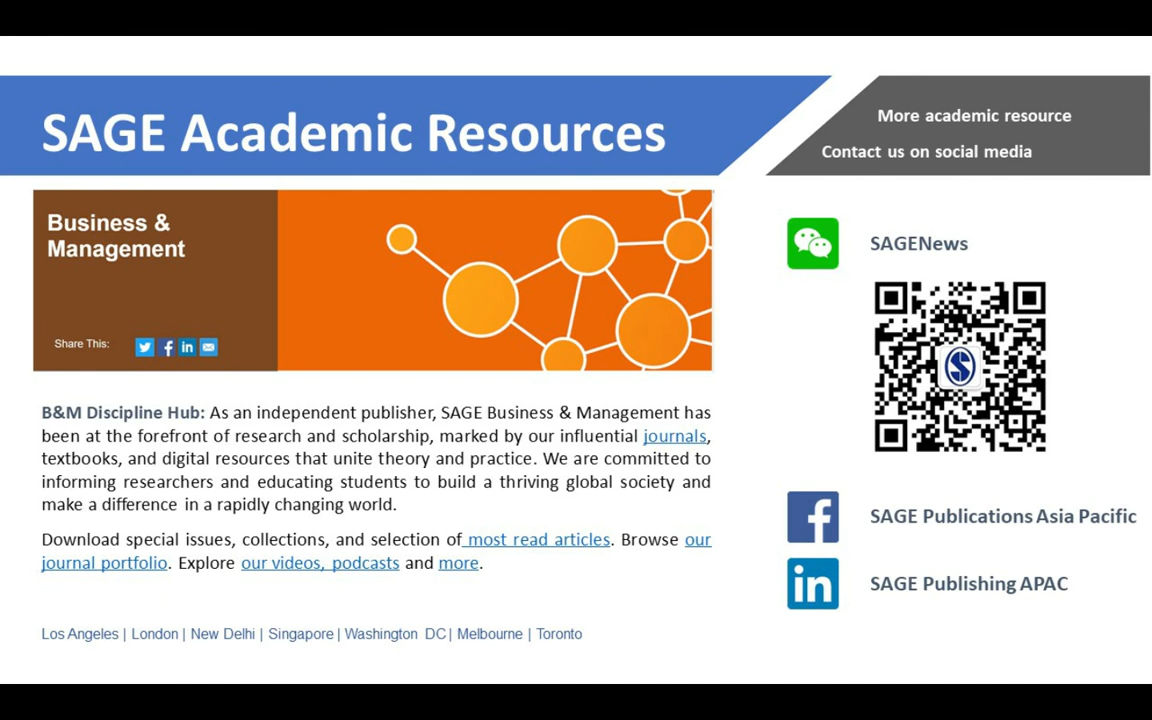 SAGE Academic Resources
More academic resource
Contact us on social media
Business &
Management
Share This:
B&M Discipline Hub: As an independent publisher, SAGE Business & Management has
been at the forefront of research and scholarship, marked by our influential journals,
textbooks, and digital resources that unite theory and practice. We are committed to
informing researchers and educating students to build a thriving global society and
make a difference in a rapidly changing world.
Download special issues, collections, and selection of most read articles. Browse our
journal portfolio. Explore our videos, podcasts and more.
Los Angeles | London | New Delhi | Singapore | Washington DC | Melbourne | Toronto
SAGENews
SAGE Publications Asia Pacific
SAGE Publishing APAC